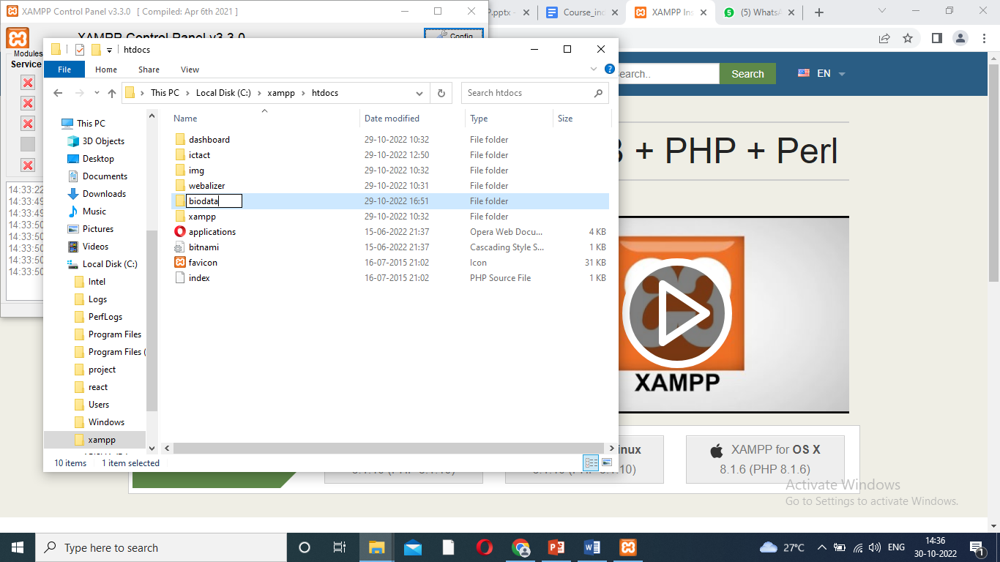 XAMPP Control Panel v3.3.0 [ Compiled: Apr 6th 2021 ]
P.pptx - Course_ind XAMPP Ins (5) WhatsA
XAMPP Control Panel v3.3.0
Config
Modules
Service
htdocs
File Home Share View
This PC Local Disk (C:) xampp htdocs
Search htdocs
Search
EN
Name Date modified Type Size
This PC
3D Objects
Desktop
Documents
Downloads
Music
Pictures
Videos
Local Disk (C:)
Intel
Logs
PerfLogs
Program Files
Program Files (
project
react
Users
Windows
xampp
dashboard 29-10-2022 10:32 File folder
ictact 29-10-2022 12:50 File folder
img 29-10-2022 10:32 File folder
webalizer 29-10-2022 10:31 File folder
biodata 29-10-2022 16:51 File folder
xampp 29-10-2022 10:32 File folder
applications 15-06-2022 21:37 Opera Web Docu... 4 KB
bitnami 15-06-2022 21:37 Cascading Style S... 1 KB
favicon 16-07-2015 21:02 Icon 31 KB
index 16-07-2015 21:02 PHP Source File 1 KB
10 items 1 item selected
14:33:22
14:33:49
14:33:49
14:33:50
14:33:50
14:33:50
14:33:50
14:33:50
+ PHP + Perl
XAMPP
XAMPP for OS X
8.1.6 (PHP 8.1.6)
Activate Windows
Go to Settings to activate Windows.
Type here to search
27°C
ENG
14:36
30-10-2022
1